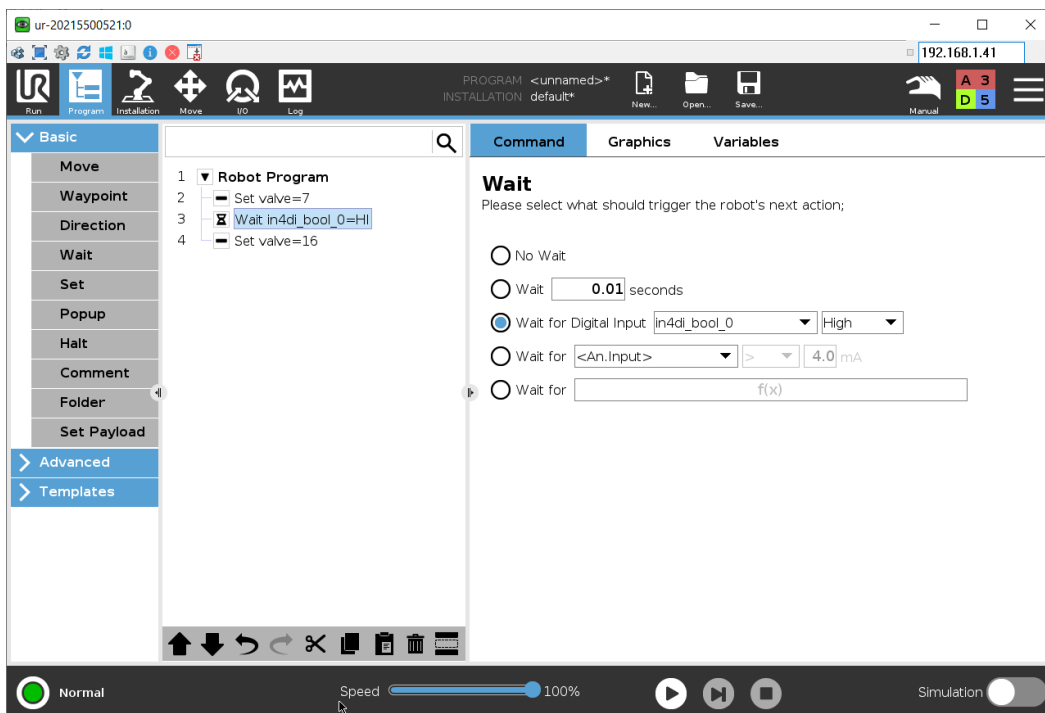 ur-20215500521:0
192.168.1.41
UR
Run
Program
Installation
Move
I/O
Log
PROGRAM <unnamed>*
INSTALLATION default*
New...
Open...
Save...
Manual
A 3
D 5
Basic
Move
Waypoint
Direction
Wait
Set
Popup
Halt
Comment
Folder
Set Payload
Advanced
Templates
1 Robot Program
2 Set valve=7
3 Wait in4di_bool_0=HI
4 Set valve=16
Command Graphics Variables
Wait
Please select what should trigger the robot's next action;
No Wait
Wait 0.01 seconds
Wait for Digital Input in4di_bool_0 High
Wait for <An.Input> > 4.0 mA
Wait for f(x)
Normal
Speed 100%
Simulation